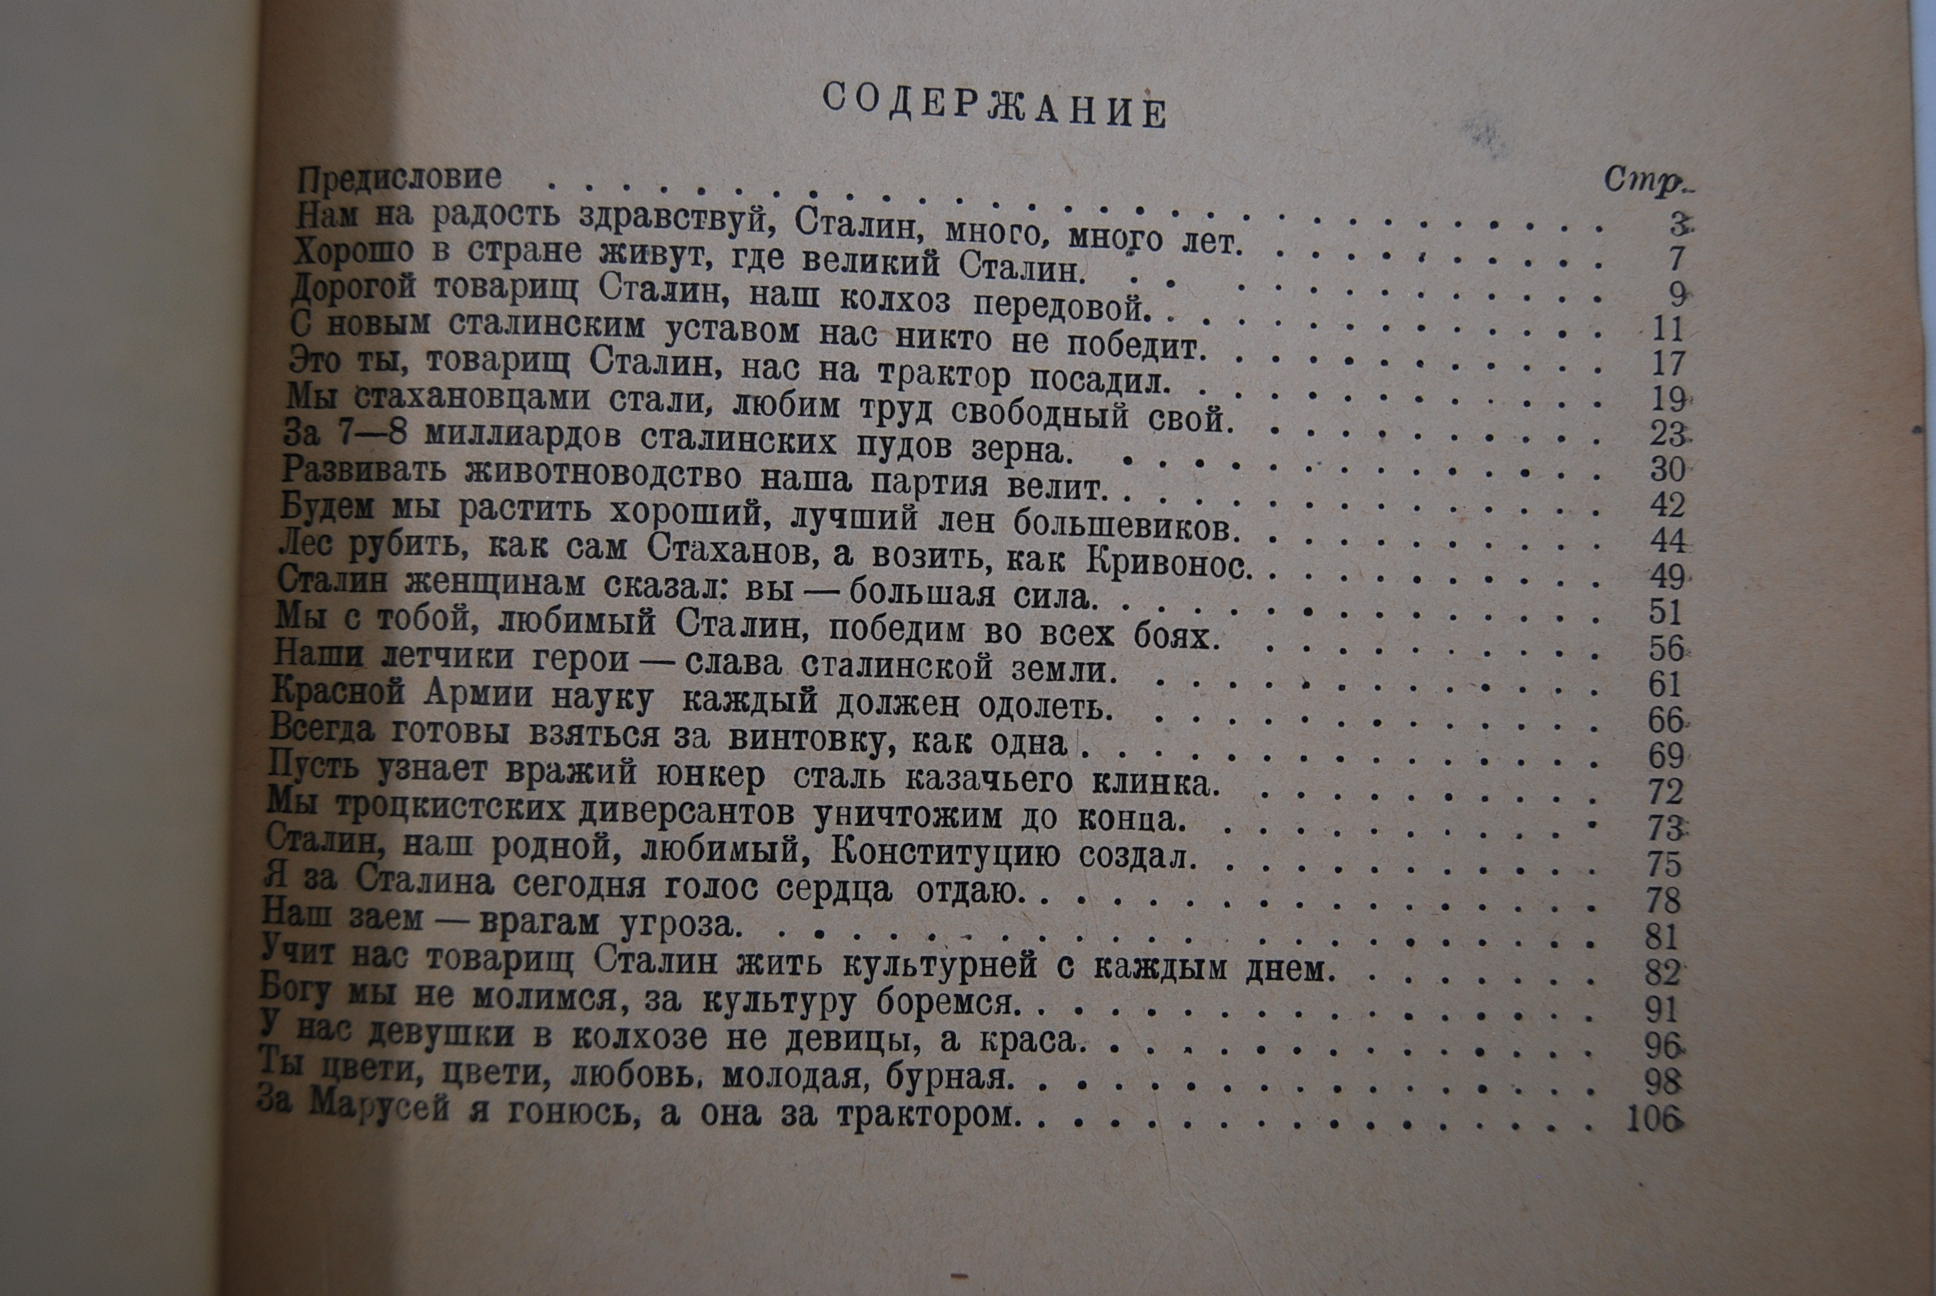 СОДЕРЖАНИЕ
Стр.
Предисловие . . . . . . . . . . . . . . . . . . . . . . . . . . . . . 3
Нам на радость здравствуй, Сталин, много, много лет. . . . . . . . . . . 7
Хорошо в стране живут, где великий Сталин. . . . . . . . . . . . . . 9
Дорогой товарищ Сталин, наш колхоз передовой. . . . . . . . . . . . . . 11
С новым сталинским уставом нас никто не победит. . . . . . . . . . . . 17
Это ты, товарищ Сталин, нас на трактор посадил. . . . . . . . . . . . . 19
Мы стахановцами стали, любим труд свободный свой. . . . . . . . . . . 23
За 7—8 миллиардов сталинских пудов зерна. . . . . . . . . . . . . . . 30
Развивать животноводство наша партия велит. . . . . . . . . . . . . . . 42
Будем мы растить хороший, лучший лен большевиков. . . . . . . . . . . 44
Лес рубить, как сам Стаханов, а возить, как Кривонос. . . . . . . . . . . 49
Сталин женщинам сказал: вы — большая сила. . . . . . . . . . . . . . . 51
Мы с тобой, любимый Сталин, победим во всех боях. . . . . . . . . . . 56
Наши летчики герои — слава сталинской земли. . . . . . . . . . . . . . 61
Красной Армии науку каждый должен одолеть. . . . . . . . . . . . . . 66
Всегда готовы взяться за винтовку, как одна . . . . . . . . . . . . . . . 69
Пусть узнает вражий юнкер сталь казачьего клинка. . . . . . . . . . . 72
Мы троцкистских диверсантов уничтожим до конца. . . . . . . . . . . . 73
Сталин, наш родной, любимый, Конституцию создал. . . . . . . . . . . . 75
Я за Сталина сегодня голос сердца отдаю. . . . . . . . . . . . . . . . . 78
Наш заем — врагам угроза. . . . . . . . . . . . . . . . . . . . . . . . 81
Учит нас товарищ Сталин жить культурней с каждым днем. . . . . . . . 82
Богу мы не молимся, за культуру боремся. . . . . . . . . . . . . . . . . 91
У нас девушки в колхозе не девицы, а краса. . . . . . . . . . . . . . . 96
Ты цвети, цвети, любовь, молодая, бурная. . . . . . . . . . . . . . . . . 98
За Марусей я гонюсь, а она за трактором. . . . . . . . . . . . . . . . . 106